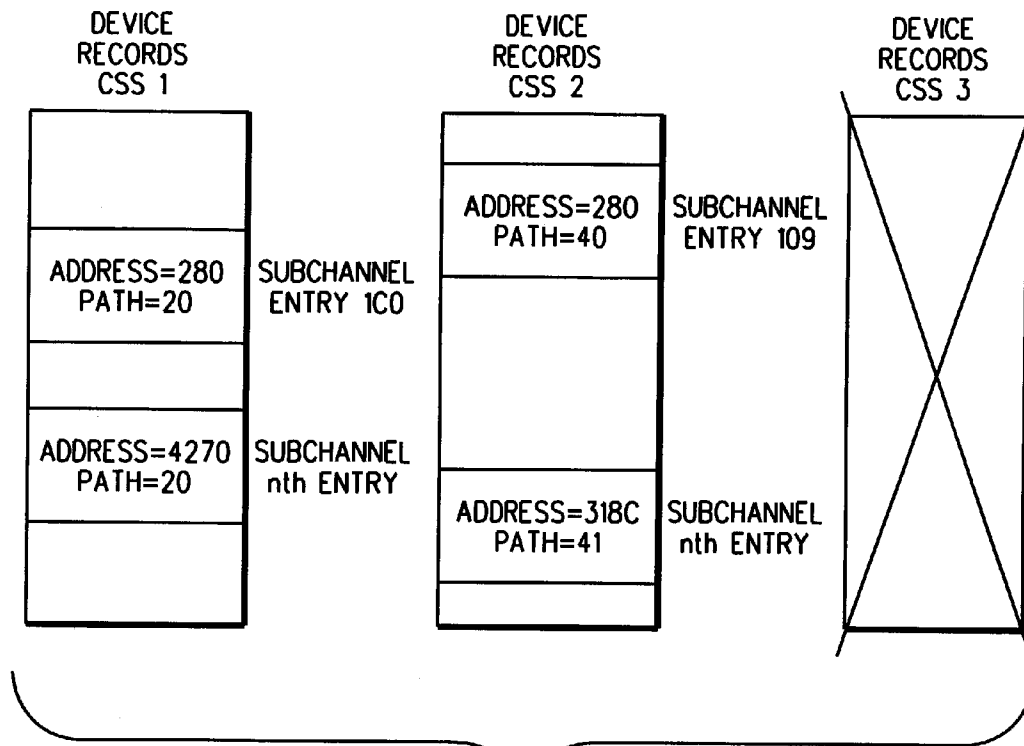 DEVICE
RECORDS
CSS 1
ADDRESS=280
PATH=20
SUBCHANNEL
ENTRY 1C0
ADDRESS=4270
PATH=20
SUBCHANNEL
nth ENTRY
DEVICE
RECORDS
CSS 2
ADDRESS=280
PATH=40
SUBCHANNEL
ENTRY 109
ADDRESS=318C
PATH=41
SUBCHANNEL
nth ENTRY
DEVICE
RECORDS
CSS 3